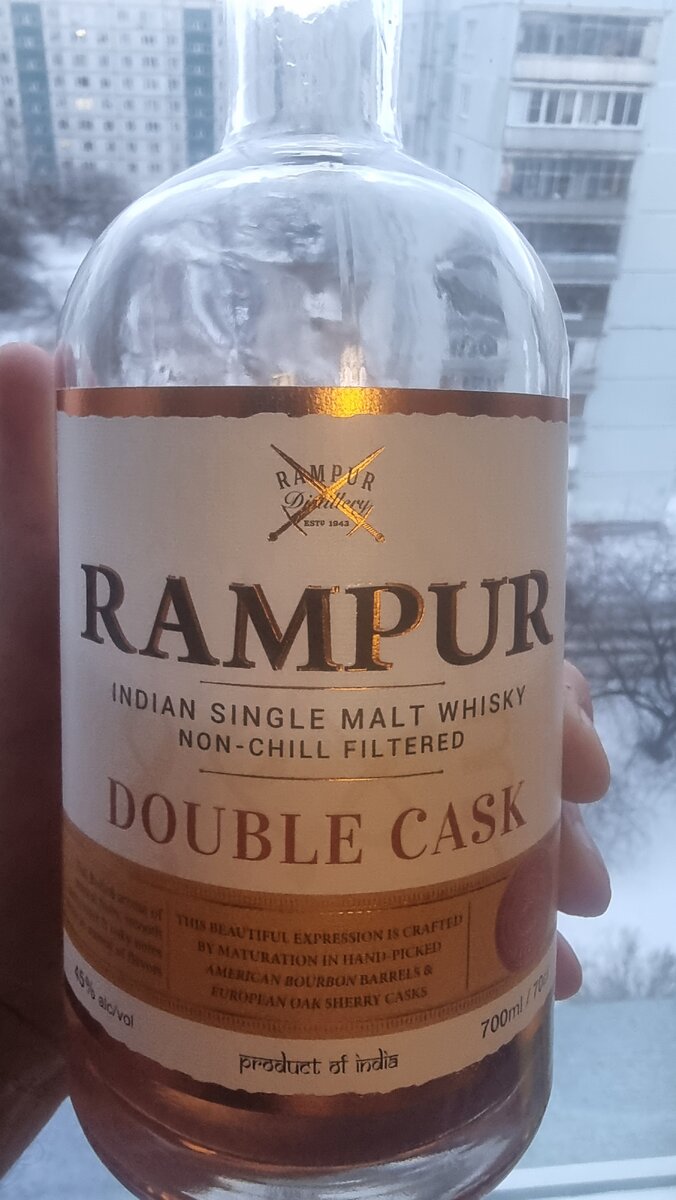 RAMPUR
Distillery
ESTD 1943
RAMPUR
INDIAN SINGLE MALT WHISKY
NON-CHILL FILTERED
DOUBLE CASK
THIS BEAUTIFUL EXPRESSION IS CRAFTED
BY MATURATION IN HAND-PICKED
AMERICAN BOURBON BARRELS &
EUROPEAN OAK SHERRY CASKS
45% alc/vol
700ml / 70cl
product of india